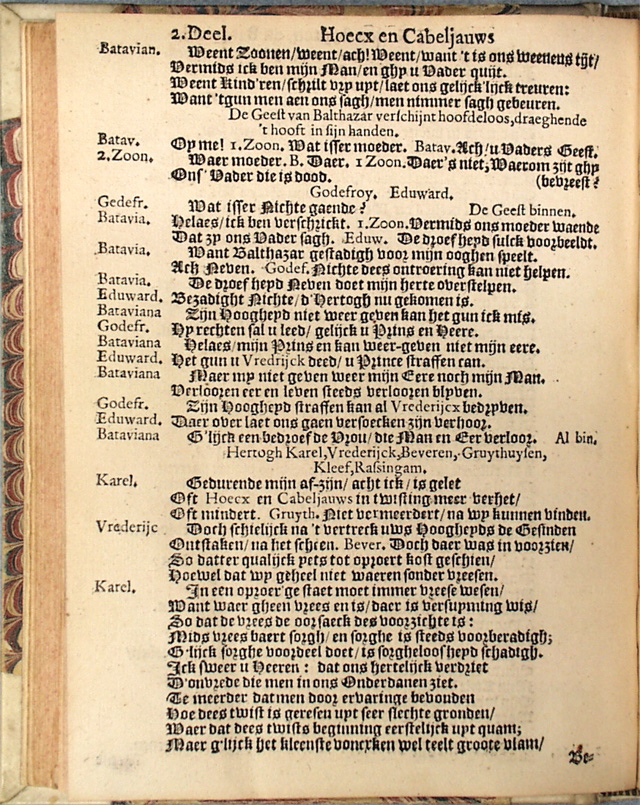 2. Deel. Hoecx en Cabeljauws
Batavian. Weent Zoonen/weent/ach! Weent/want 't is ons weenens tijt/
Vermids ick ben mijn Man/en ghy u Vader quijt.
Weent kind'ren/schrilt vry uyt/laet ons gelijck'lijck treuren:
Want 'tgun men aen ons sagh/men nimmer sagh gebeuren.
De Geest van Balthazar verschijnt hoofdeloos, draeghende
't hooft in sijn handen.
Batav. Oy me! 1. Zoon. Wat isser moeder. Batav. Ach/u Vaders Geest.
2. Zoon. Waer moeder. B. Daer. 1 Zoon. Daer's niet; Waerom zijt ghy
Ons' Vader die is dood. (bevreest?
Godefroy. Eduward.
Gedefr. Wat isser Nichte gaende? De Geest binnen.
Batavia. Helaes/ick ben verschrickt. 1. Zoon. Vermids ons moeder waende
Dat zy ons Vader sagh. Eduw. De droefheyd sulck voorbeeldt.
Batavia. Want Balthazar gestadigh voor mijn ooghen speelt.
Ach Neven. Godef. Nichte dees ontroering kan niet helpen.
Batavia. De droefheyd Neven doet mijn herte overstelpen.
Eduward. Bezadight Nichte/d'Hertogh nu gekomen is.
Bataviana Zijn Hoogheyd niet weer geven kan het gun ick mis.
Godefr. Hy rechten sal u leed/gelijck u Prins en Heere.
Bataviana Helaes/mijn Prins en kan weer-geven niet mijn eere.
Eduward. Het gun u Vredrijck deed/u Prince straffen can.
Bataviana Maer my niet geven weer mijn Eere noch mijn Man.
Verlooren eer en leven steeds verlooren blyven.
Godefr. Zijn Hoogheyd straffen kan al Vrederijcx bedryven.
Eduward. Daer over laet ons gaen versoecken zijn verhoor.
Bataviana G'lijck een bedroefde Vrou/die Man en Eer verloor. Al bin.
Hertogh Karel, Vrederijck, Beveren, Gruythuysen,
Kleef, Rassingam.
Karel. Gedurende mijn af-zijn/acht ick/is gelet
Oft Hoecx en Cabeljauws in twisting meer verhet/
Oft mindert. Gruyth. Niet vermeerdert/na wy kunnen vinden.
Vrederijc Doch schielijck na 't vertreck uws Hoogheyds de Gesinden
Ontstaken/na het scheen. Bever. Doch daer was in voorzien/
So datter qualijck yets tot oproert kost geschien/
Hoewel dat wy geheel niet waeren sonder vreesen.
Karel. In een oproer'ge staet moet immer vreese wesen/
Want waer gheen vrees en is/daer is versuyming wis/
So dat de vrees de oorsaeck des voorzichte is:
Mids vrees baert sorgh/en sorghe is steeds voorberadigh;
G'lijck sorghe voordeel doet/is sorgheloosheyd schadigh.
Ick sweer u Heeren: dat ons hertelijck verdriet
D'onvrede die men in ons Onderdanen ziet.
Te meerder datmen door ervaringe bevonden
Hoe dees twist is geresen uyt seer slechte gronden/
Waer dat dees twists beginning eerstelijck uyt quam;
Maer g'lijck het kleenste voncxken wel teelt groote vlam/
Be-